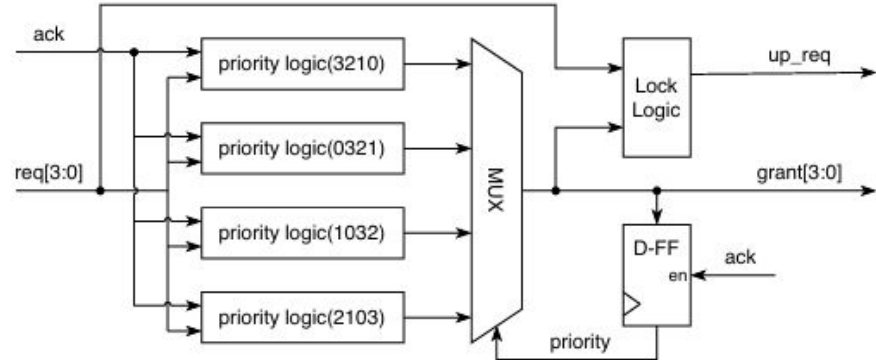 ack
priority logic(3210)
up_req
Lock
Logic
priority logic(0321)
req[3:0]
MUX
grant[3:0]
priority logic(1032)
D-FF
en
ack
priority logic(2103)
priority